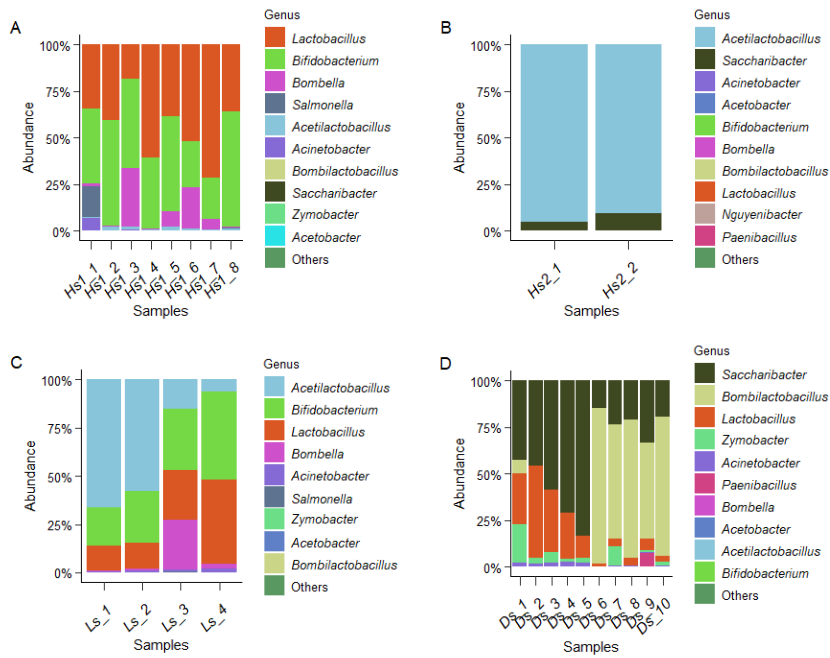 A
Genus
Lactobacillus
Bifidobacterium
Bombella
Salmonella
Acetilactobacillus
Acinetobacter
Bombilactobacillus
Saccharibacter
Zymobacter
Acetobacter
Others
Abundance
100%
75%
50%
25%
0%
Hs1_1
Hs1_2
Hs1_3
Hs1_4
Hs1_5
Hs1_6
Hs1_7
Hs1_8
Samples
B
Genus
Acetilactobacillus
Saccharibacter
Acinetobacter
Acetobacter
Bifidobacterium
Bombella
Bombilactobacillus
Lactobacillus
Nguyenibacter
Paenibacillus
Others
Abundance
100%
75%
50%
25%
0%
Hs2_1
Hs2_2
Samples
C
Genus
Acetilactobacillus
Bifidobacterium
Lactobacillus
Bombella
Acinetobacter
Salmonella
Zymobacter
Acetobacter
Bombilactobacillus
Others
Abundance
100%
75%
50%
25%
0%
Ls_1
Ls_2
Ls_3
Ls_4
Samples
D
Genus
Saccharibacter
Bombilactobacillus
Lactobacillus
Zymobacter
Acinetobacter
Paenibacillus
Bombella
Acetobacter
Acetilactobacillus
Bifidobacterium
Others
Abundance
100%
75%
50%
25%
0%
Ds_1
Ds_2
Ds_3
Ds_4
Ds_5
Ds_6
Ds_7
Ds_8
Ds_9
Ds_10
Samples